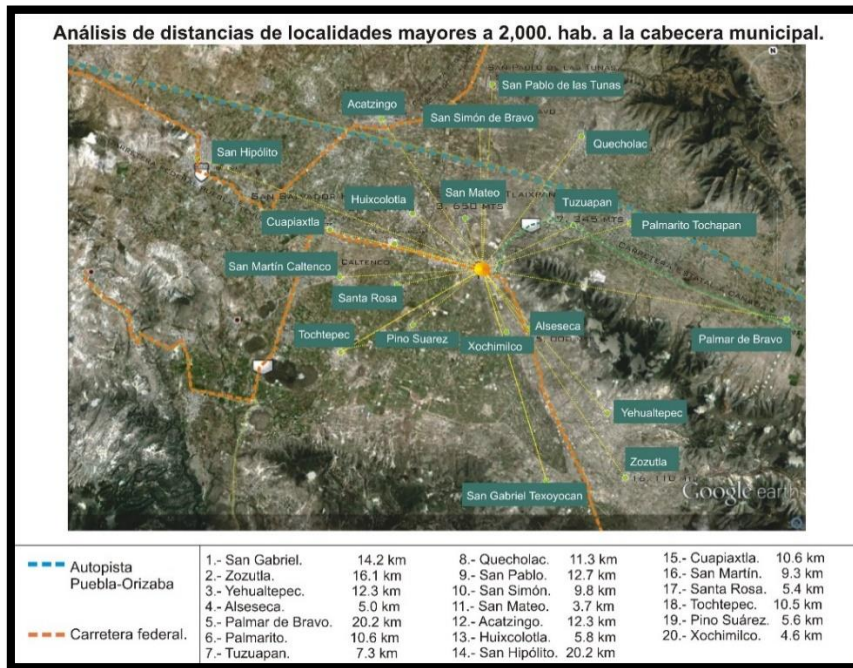 Análisis de distancias de localidades mayores a 2,000. hab. a la cabecera municipal.
San Pablo de las Tunas
Acatzingo
San Simón de Bravo
Quecholac
San Hipólito
San Mateo
3, 650 MTS
Huixcolotla
Tuzuapan
7, 345 MTS
Cuapiaxtla
Palmarito Tochapan
San Martín Caltenco
Caltenco
Santa Rosa
Alseseca
Tochtepec
Pino Suarez
Xochimilco
Palmar de Bravo
Yehualtepec
Zozutla
San Gabriel Texoyocan
Google earth
Autopista
Puebla-Orizaba
Carretera federal.
1.- San Gabriel. 14.2 km
2.- Zozutla. 16.1 km
3.- Yehualtepec. 12.3 km
4.- Alseseca. 5.0 km
5.- Palmar de Bravo. 20.2 km
6.- Palmarito. 10.6 km
7.- Tuzuapan. 7.3 km
8.- Quecholac. 11.3 km
9.- San Pablo. 12.7 km
10.- San Simón. 9.8 km
11.- San Mateo. 3.7 km
12.- Acatzingo. 12.3 km
13.- Huixcolotla. 5.8 km
14.- San Hipólito. 20.2 km
15.- Cuapiaxtla. 10.6 km
16.- San Martín. 9.3 km
17.- Santa Rosa. 5.4 km
18.- Tochtepec. 10.5 km
19.- Pino Suárez. 5.6 km
20.- Xochimilco. 4.6 km